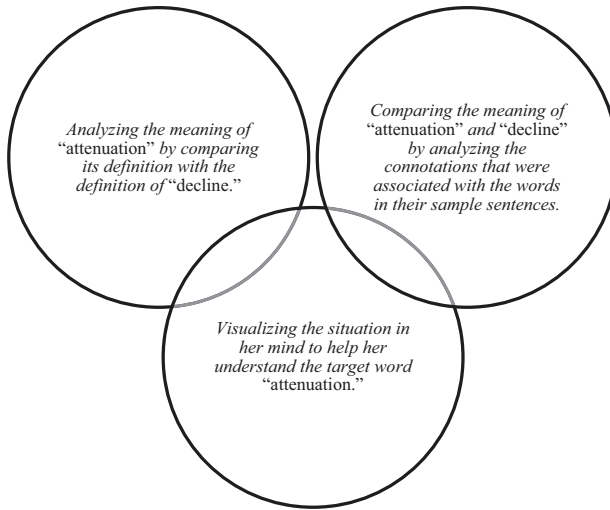 Analyzing the meaning of
“attenuation” by comparing
its definition with the
definition of “decline.”
Comparing the meaning of
“attenuation” and “decline”
by analyzing the
connotations that were
associated with the words
in their sample sentences.
Visualizing the situation in
her mind to help her
understand the target word
“attenuation.”